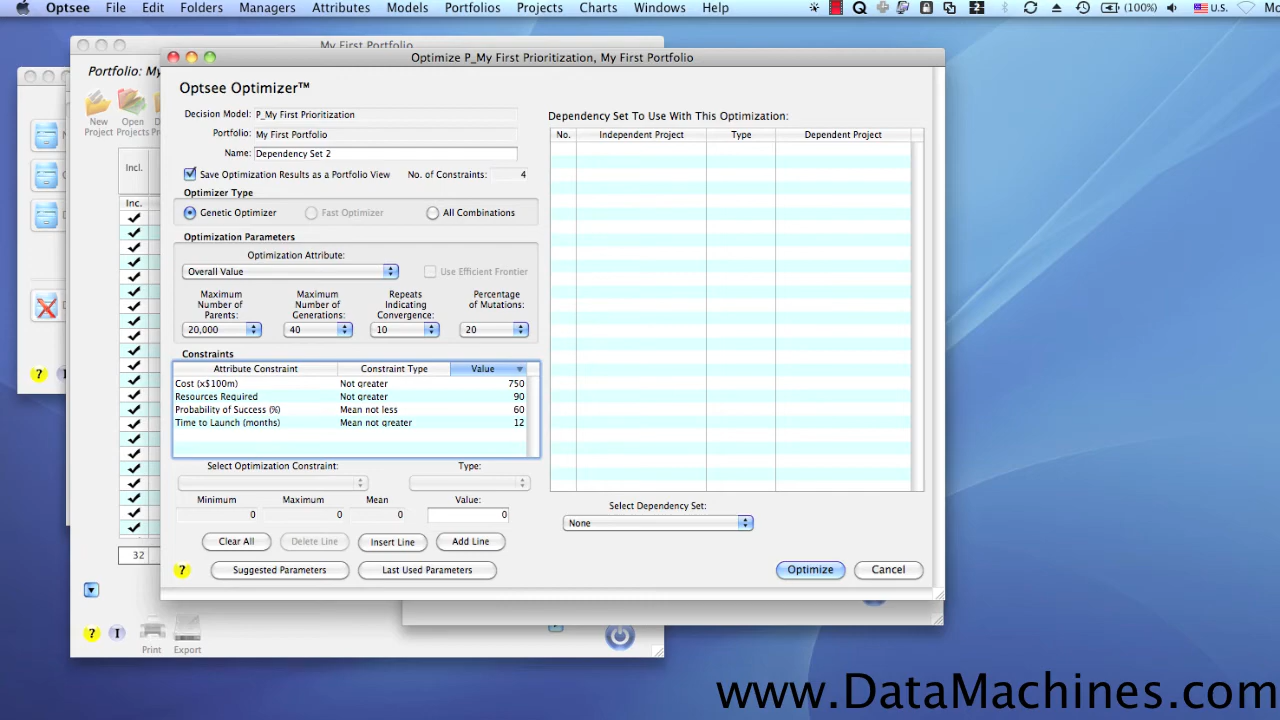 Optsee File Edit Folders Managers Attributes Models Portfolios Projects Charts Windows Help (100%) U.S. Mo
My First Portfolio
Optimize P_My First Prioritization, My First Portfolio
Portfolio: My
New Project
Open Projects
Incl.
Inc.
32
Print
Export
Optsee Optimizer™
Decision Model: P_My First Prioritization
Portfolio: My First Portfolio
Name: Dependency Set 2
Save Optimization Results as a Portfolio View No. of Constraints: 4
Optimizer Type
Genetic Optimizer Fast Optimizer All Combinations
Optimization Parameters
Optimization Attribute:
Overall Value Use Efficient Frontier
Maximum Number of Parents:
Maximum Number of Generations:
Repeats Indicating Convergence:
Percentage of Mutations:
20,000 40 10 20
Constraints
Attribute Constraint Constraint Type Value
Cost (x$100m) Not greater 750
Resources Required Not greater 90
Probability of Success (%) Mean not less 60
Time to Launch (months) Mean not greater 12
Select Optimization Constraint: Type:
Minimum Maximum Mean Value:
0 0 0 0
Clear All Delete Line Insert Line Add Line
? Suggested Parameters Last Used Parameters
Dependency Set To Use With This Optimization:
No. Independent Project Type Dependent Project
Select Dependency Set:
None
Optimize Cancel
www.DataMachines.com